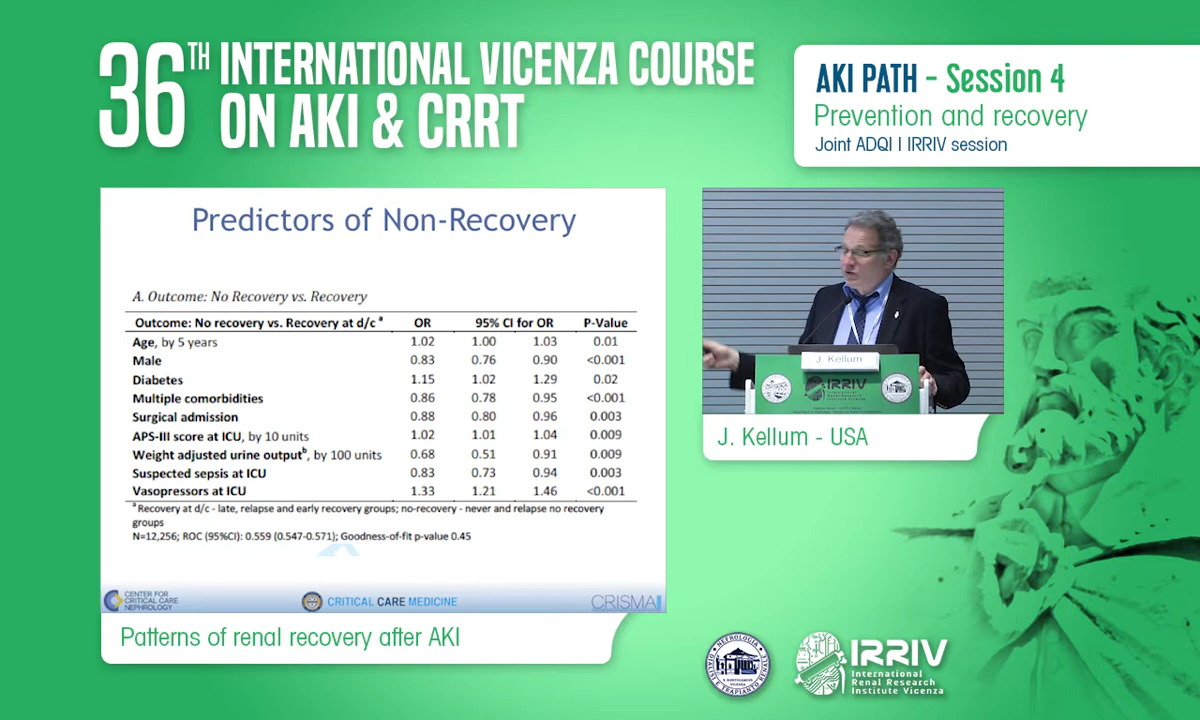 36TH INTERNATIONAL VICENZA COURSE
ON AKI & CRRT
AKI PATH - Session 4
Prevention and recovery
Joint ADQI | IRRIV session
Predictors of Non-Recovery
A. Outcome: No Recovery vs. Recovery
Outcome: No recovery vs. Recovery at d/c a OR 95% CI for OR P-Value
Age, by 5 years 1.02 1.00 1.03 0.01
Male 0.83 0.76 0.90 <0.001
Diabetes 1.15 1.02 1.29 0.02
Multiple comorbidities 0.86 0.78 0.95 <0.001
Surgical admission 0.88 0.80 0.96 0.003
APS-III score at ICU, by 10 units 1.02 1.01 1.04 0.009
Weight adjusted urine output b, by 100 units 0.68 0.51 0.91 0.009
Suspected sepsis at ICU 0.83 0.73 0.94 0.003
Vasopressors at ICU 1.33 1.21 1.46 <0.001
a Recovery at d/c - late, relapse and early recovery groups; no-recovery - never and relapse no recovery
groups
N=12,256; ROC (95%CI): 0.559 (0.547-0.571); Goodness-of-fit p-value 0.45
CENTER FOR
CRITICAL CARE
NEPHROLOGY
CRITICAL CARE MEDICINE
CRISMA
Patterns of renal recovery after AKI
J. Kellum
IRRIV
J. Kellum - USA
IRRIV
International
Renal Research
Institute Vicenza